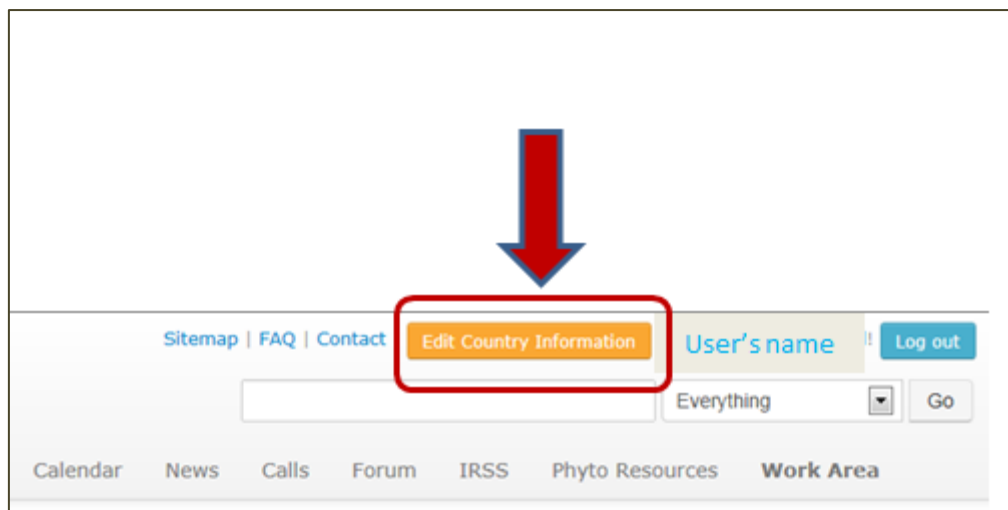 Sitemap | FAQ | Contact Edit Country Information User's name !! Log out
Everything Go
Calendar News Calls Forum IRSS Phyto Resources Work Area